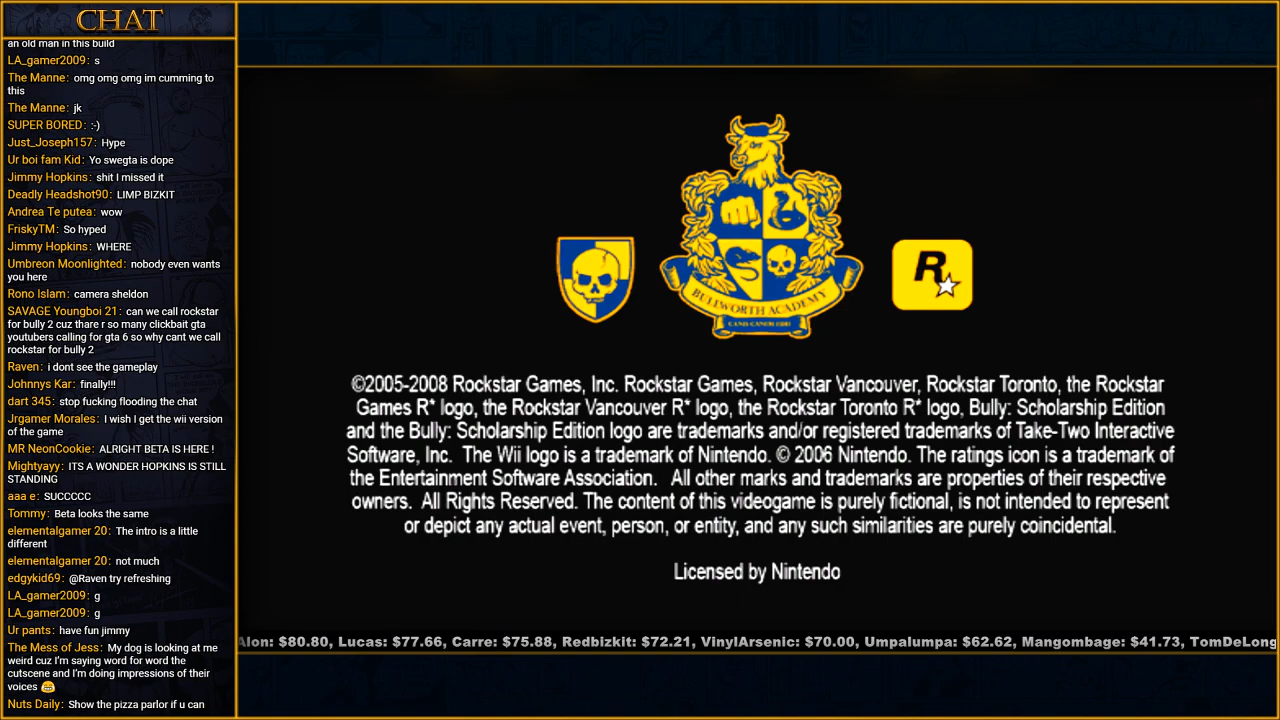 CHAT
an old man in this build
LA_gamer2009: s
The Manne: omg omg omg im cumming to
this
The Manne: jk
SUPER BORED: :-)
Just_Joseph157: Hype
Ur boi fam Kid: Yo swegta is dope
Jimmy Hopkins: shit I missed it
Deadly Headshot90: LIMP BIZKIT
Andrea Te putea: wow
FriskyTM: So hyped
Jimmy Hopkins: WHERE
Umbreon Moonlighted: nobody even wants
you here
Rono Islam: camera sheldon
SAVAGE Youngboi 21: can we call rockstar
for bully 2 cuz thare r so many clickbait gta
youtubers calling for gta 6 so why cant we call
rockstar for bully 2
Raven: i dont see the gameplay
Johnnys Kar: finally!!!
dart 345: stop fucking flooding the chat
Jrgamer Morales: I wish I get the wii version
of the game
MR NeonCookie: ALRIGHT BETA IS HERE !
Mightyayy: ITS A WONDER HOPKINS IS STILL
STANDING
aaa e: SUCCCCC
Tommy: Beta looks the same
elementalgamer 20: The intro is a little
different
elementalgamer 20: not much
edgykid69: @Raven try refreshing
LA_gamer2009: g
LA_gamer2009: g
Ur pants: have fun jimmy
The Mess of Jess: My dog is looking at me
weird cuz I'm saying word for word the
cutscene and I'm doing impressions of their
voices 😂
Nuts Daily: Show the pizza parlor if u can
BULLWORTH ACADEMY
CANIS CANEM EDIT
R
©2005-2008 Rockstar Games, Inc. Rockstar Games, Rockstar Vancouver, Rockstar Toronto, the Rockstar
Games R* logo, the Rockstar Vancouver R* logo, the Rockstar Toronto R* logo, Bully: Scholarship Edition
and the Bully: Scholarship Edition logo are trademarks and/or registered trademarks of Take-Two Interactive
Software, Inc. The Wii logo is a trademark of Nintendo. © 2006 Nintendo. The ratings icon is a trademark of
the Entertainment Software Association. All other marks and trademarks are properties of their respective
owners. All Rights Reserved. The content of this videogame is purely fictional, is not intended to represent
or depict any actual event, person, or entity, and any such similarities are purely coincidental.
Licensed by Nintendo
Alon: $80.80, Lucas: $77.66, Carre: $75.88, Redbizkit: $72.21, VinylArsenic: $70.00, Umpalumpa: $62.62, Mangombage: $41.73, TomDeLong